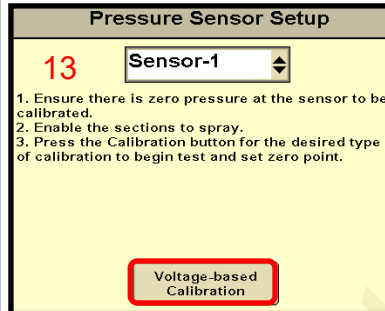 Pressure Sensor Setup
13
Sensor-1
1. Ensure there is zero pressure at the sensor to be
calibrated.
2. Enable the sections to spray.
3. Press the Calibration button for the desired type
of calibration to begin test and set zero point.
Voltage-based
Calibration